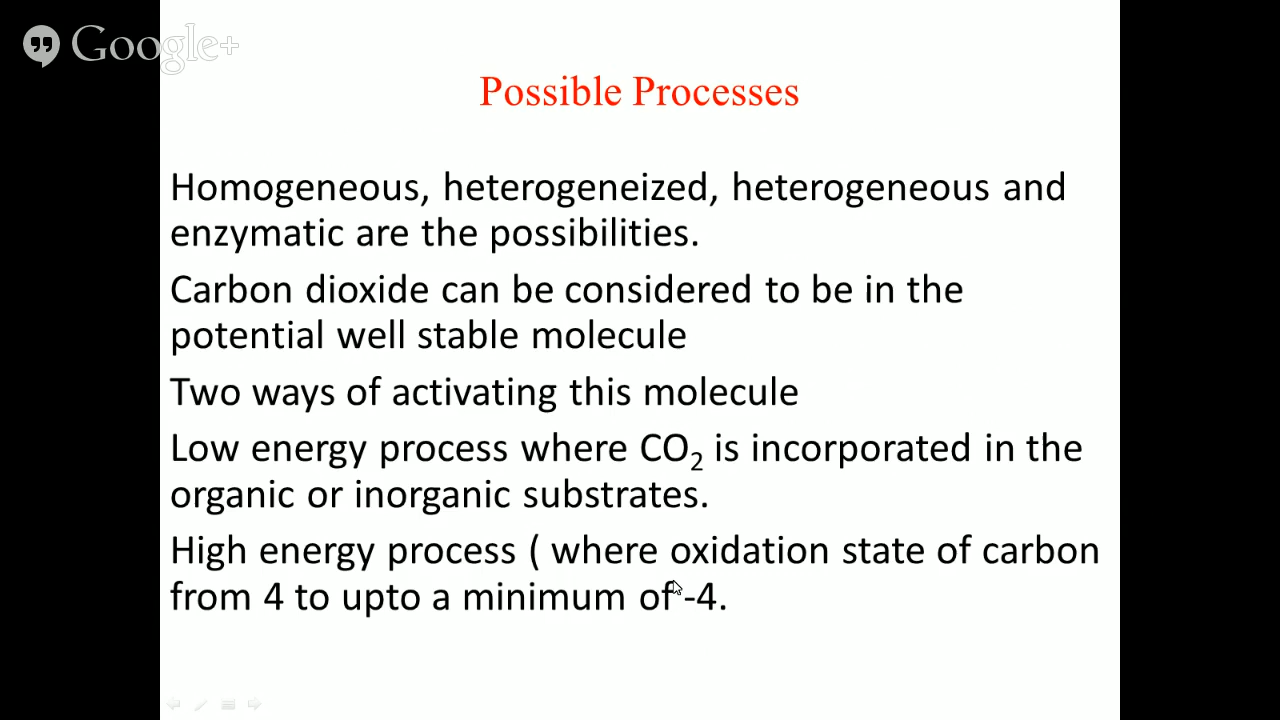 Google+
Possible Processes
Homogeneous, heterogeneized, heterogeneous and
enzymatic are the possibilities.
Carbon dioxide can be considered to be in the
potential well stable molecule
Two ways of activating this molecule
Low energy process where CO₂ is incorporated in the
organic or inorganic substrates.
High energy process ( where oxidation state of carbon
from 4 to upto a minimum of -4.